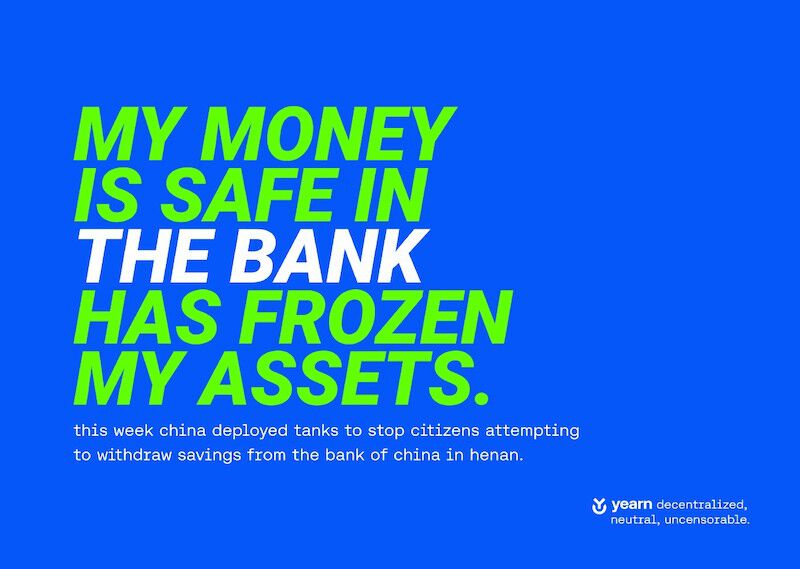 MY MONEY
IS SAFE IN
THE BANK
HAS FROZEN
MY ASSETS.
this week china deployed tanks to stop citizens attempting
to withdraw savings from the bank of china in henan.
yearn decentralized,
neutral, uncensorable.